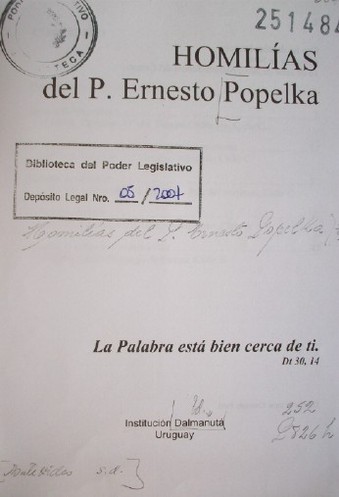 251484
HOMILÍAS
del P. Ernesto Popelka
Biblioteca del Poder Legislativo
Depósito Legal Nro. 05 / 2004
Homilías del P. Ernesto Popelka
La Palabra está bien cerca de ti.
Dt 30, 14
Institución Dalmanutá
Uruguay
252
[Montevideo s.d.]